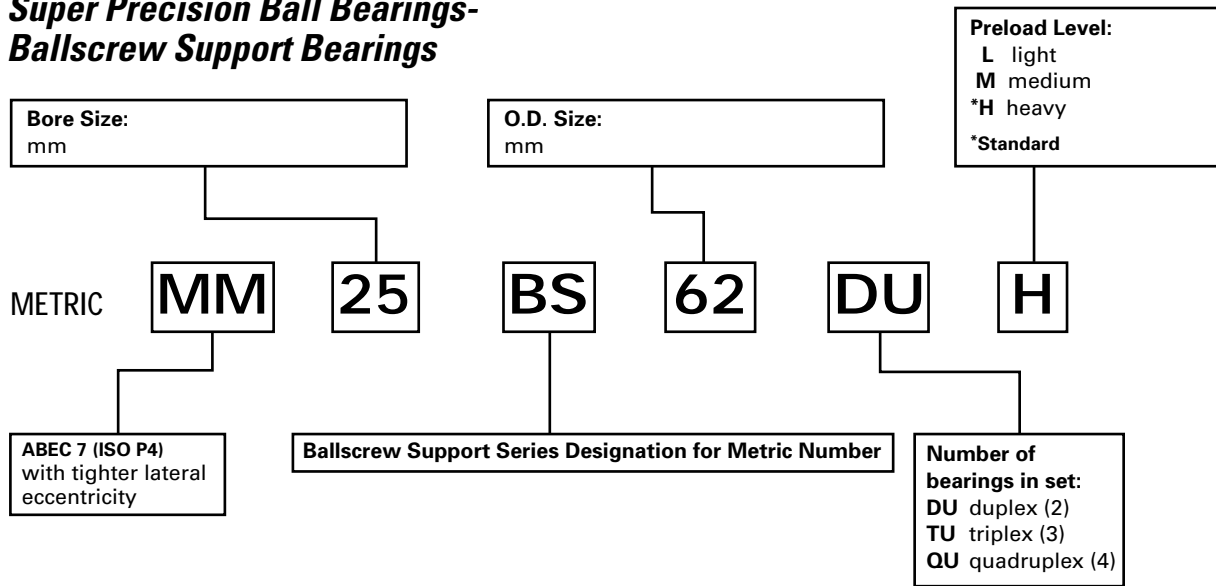 Super Precision Ball Bearings-
Ballscrew Support Bearings
Preload Level:
L light
M medium
*H heavy
*Standard
Bore Size:
mm
O.D. Size:
mm
METRIC MM 25 BS 62 DU H
ABEC 7 (ISO P4)
with tighter lateral
eccentricity
Ballscrew Support Series Designation for Metric Number
Number of
bearings in set:
DU duplex (2)
TU triplex (3)
QU quadruplex (4)